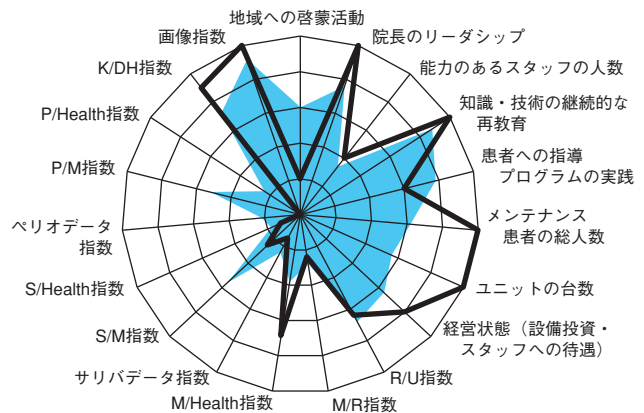 地域への啓蒙活動
院長のリーダシップ
能力のあるスタッフの人数
知識・技術の継続的な
再教育
患者への指導
プログラムの実践
メンテナンス
患者の総人数
ユニットの台数
経営状態（設備投資・
スタッフへの待遇）
R/U指数
M/R指数
M/Health指数
サリバデータ指数
S/M指数
S/Health指数
ペリオデータ
指数
P/M指数
P/Health指数
K/DH指数
画像指数